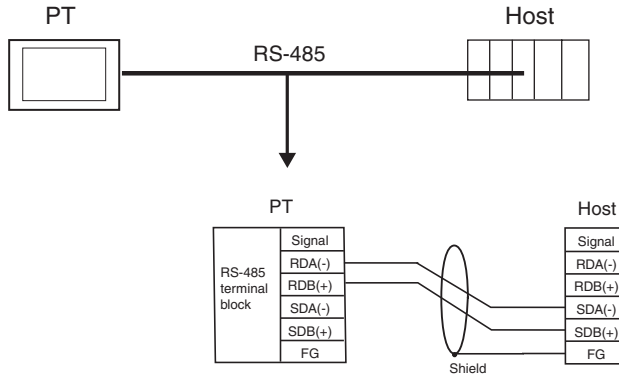 PT
Host
RS-485
PT
Host
RS-485
terminal
block
Signal
RDA(-)
RDB(+)
SDA(-)
SDB(+)
FG
Signal
RDA(-)
RDB(+)
SDA(-)
SDB(+)
FG
Shield